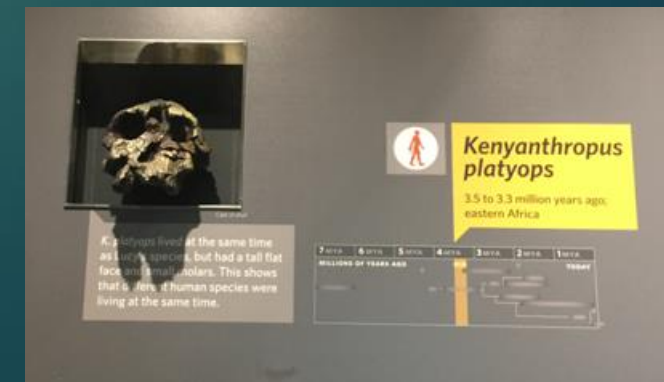 Kenyanthropus
platyops
3.5 to 3.3 million years ago;
eastern Africa
Cast of skull
K. platyops lived at the same time
as Lucy's species, but had a tall flat
face and small molars. This shows
that different human species were
living at the same time.
7 MYA 6 MYA 5 MYA 4 MYA 3 MYA 2 MYA 1 MYA
MILLIONS OF YEARS AGO TODAY